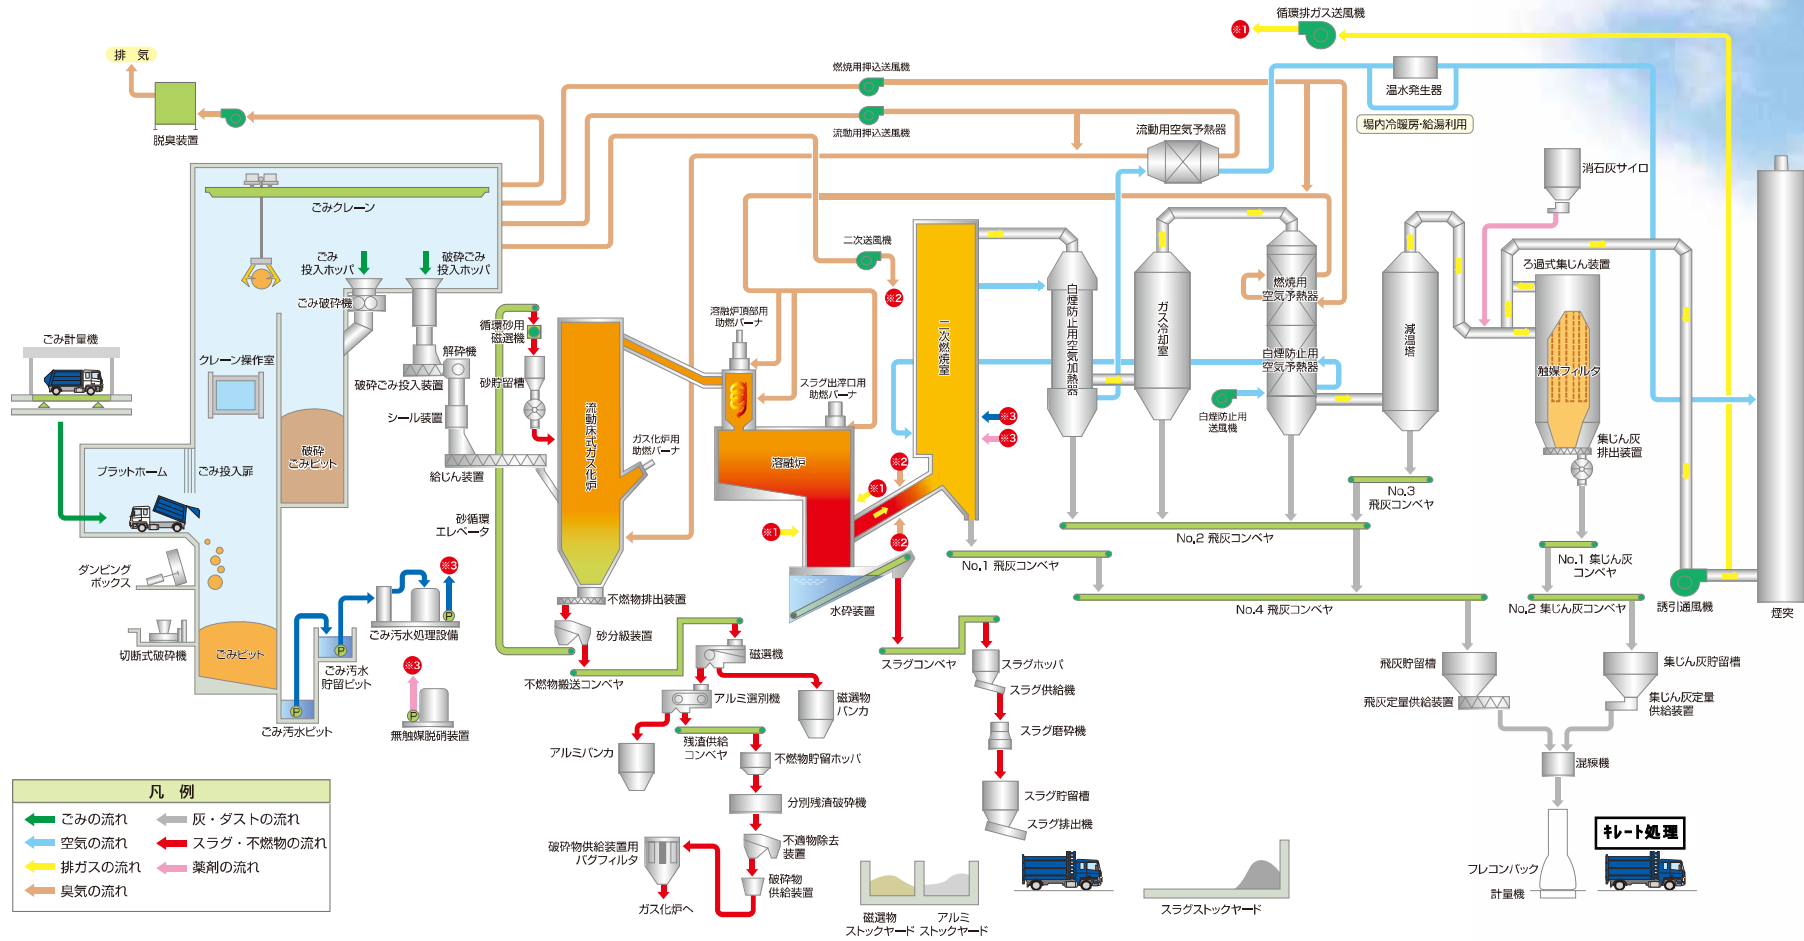 循環排ガス送風機
※1
排 気
燃焼用押込送風機
温水発生器
脱臭装置
流動用押込送風機
流動用空気予熱器
場内冷暖房・給湯利用
消石灰サイロ
ごみクレーン
二次送風機
ごみ
投入ホッパ
破砕ごみ
投入ホッパ
ろ過式集じん装置
ごみ破砕機
※2
燃焼用
空気予熱器
溶融炉頂部用
助燃バーナ
循環砂用
磁選機
ごみ計量機
クレーン操作室
解砕機
破砕ごみ投入装置
砂貯留槽
スラグ出滓口用
助燃バーナ
二次燃焼室
白煙防止用空気加熱器
ガス冷却室
白煙防止用
空気予熱器
減温塔
触媒フィルタ
シール装置
流動床式ガス化炉
ガス化炉用
助燃バーナ
※3
※3
白煙防止用
送風機
破砕
ごみピット
プラットホーム
ごみ投入扉
給じん装置
溶融炉
※2
集じん灰
排出装置
※1
No.3
飛灰コンベヤ
砂循環
エレベータ
※1
※2
No.2 飛灰コンベヤ
No.1 飛灰コンベヤ
No.1 集じん灰
コンベヤ
ダンピング
ボックス
※3
不燃物排出装置
水砕装置
No.4 飛灰コンベヤ
No.2 集じん灰コンベヤ
誘引通風機
煙突
P
ごみ汚水処理設備
砂分級装置
切断式破砕機
ごみピット
P
ごみ汚水
貯留ピット
※3
不燃物搬送コンベヤ
磁選機
スラグコンベヤ
スラグホッパ
飛灰貯留槽
集じん灰貯留槽
P
ごみ汚水ピット
P
無触媒脱硝装置
アルミ選別機
磁選物
バンカ
スラグ供給機
飛灰定量供給装置
集じん灰定量
供給装置
アルミバンカ
残渣供給
コンベヤ
スラグ磨砕機
不燃物貯留ホッパ
混練機
凡 例
ごみの流れ
灰・ダストの流れ
空気の流れ
スラグ・不燃物の流れ
排ガスの流れ
薬剤の流れ
臭気の流れ
分別残渣破砕機
スラグ貯留槽
スラグ排出機
破砕物供給装置用
バグフィルタ
不適物除去
装置
キレート処理
破砕物
供給装置
フレコンバック
計量機
ガス化炉へ
磁選物
ストックヤード
アルミ
ストックヤード
スラグストックヤード